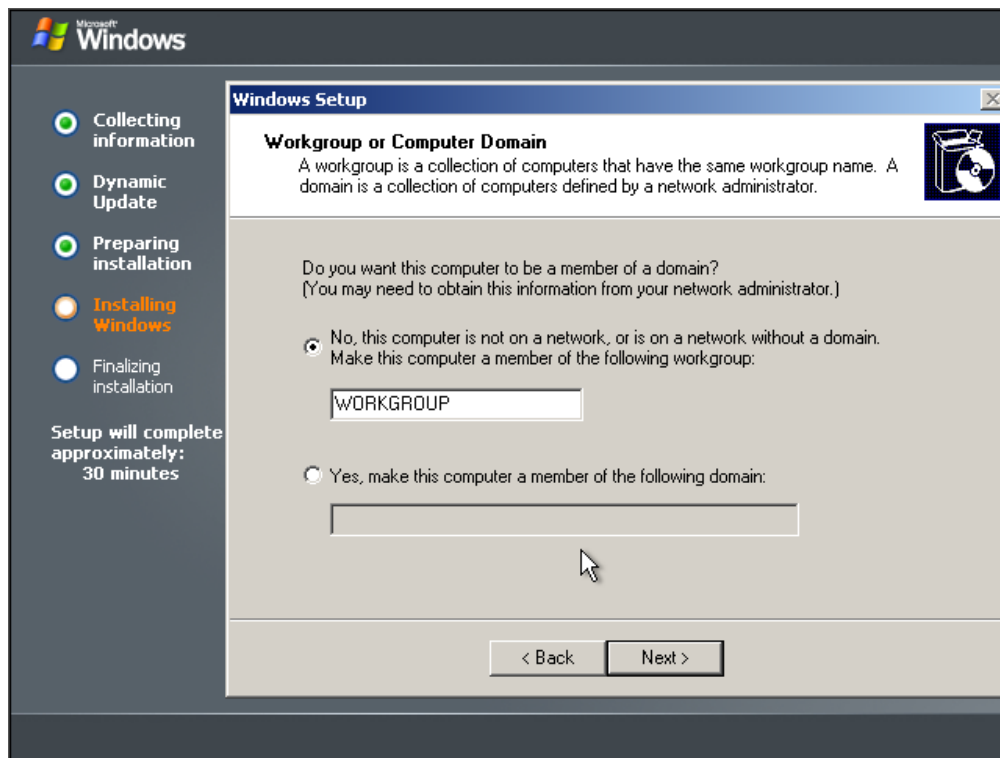 Microsoft
Windows
Collecting
information
Dynamic
Update
Preparing
installation
Installing
Windows
Finalizing
installation
Setup will complete
approximately:
30 minutes
Windows Setup
Workgroup or Computer Domain
A workgroup is a collection of computers that have the same workgroup name. A
domain is a collection of computers defined by a network administrator.
Do you want this computer to be a member of a domain?
(You may need to obtain this information from your network administrator.)
No, this computer is not on a network, or is on a network without a domain.
Make this computer a member of the following workgroup:
WORKGROUP
Yes, make this computer a member of the following domain:
< Back
Next >